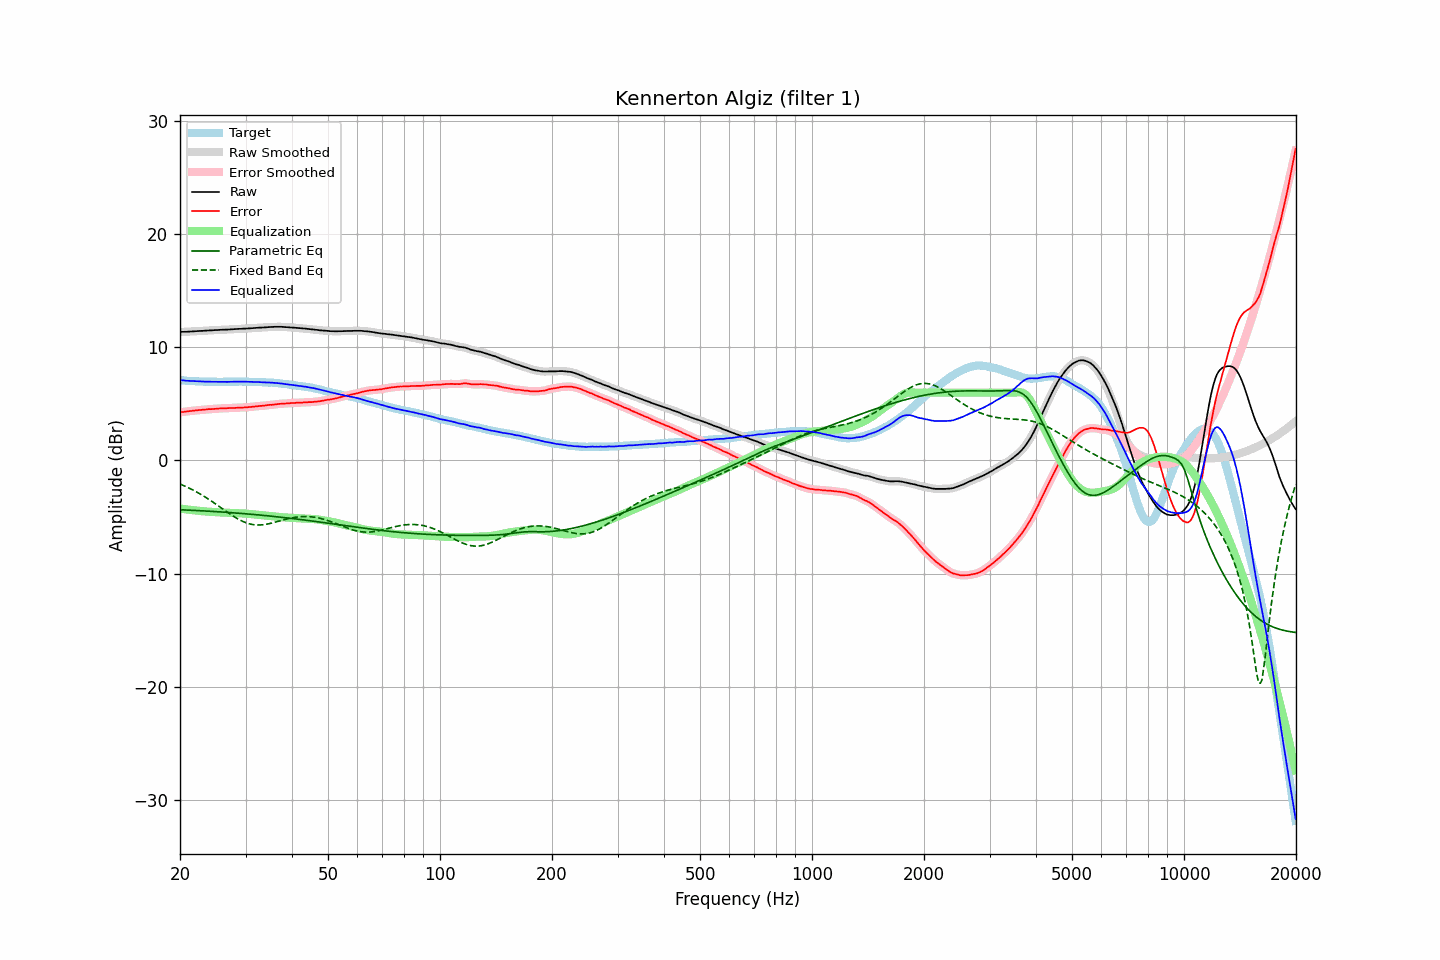 Kennerton Algiz (filter 1)
30
20
10
0
−10
−20
−30
Amplitude (dBr)
Target
Raw Smoothed
Error Smoothed
Raw
Error
Equalization
Parametric Eq
Fixed Band Eq
Equalized
20 50 100 200 500 1000 2000 5000 10000 20000
Frequency (Hz)